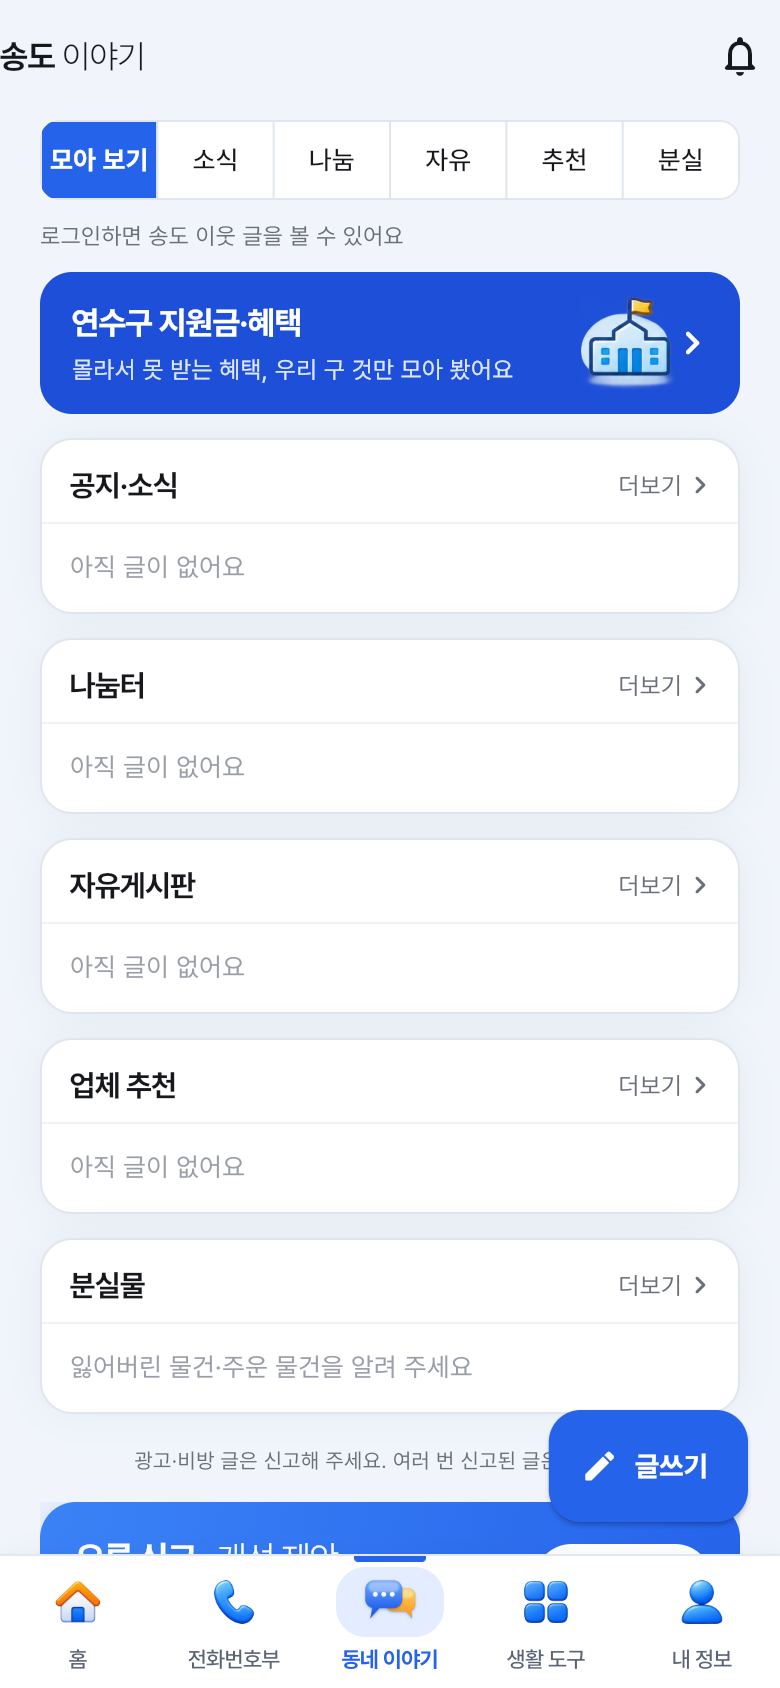 송도 이야기
모아 보기 소식 나눔 자유 추천 분실
로그인하면 송도 이웃 글을 볼 수 있어요
연수구 지원금·혜택
몰라서 못 받는 혜택, 우리 구 것만 모아 봤어요
공지·소식 더보기
아직 글이 없어요
나눔터 더보기
아직 글이 없어요
자유게시판 더보기
아직 글이 없어요
업체 추천 더보기
아직 글이 없어요
분실물 더보기
잃어버린 물건·주운 물건을 알려 주세요
광고·비방 글은 신고해 주세요. 여러 번 신고된 글은
글쓰기
홈 전화번호부 동네 이야기 생활 도구 내 정보